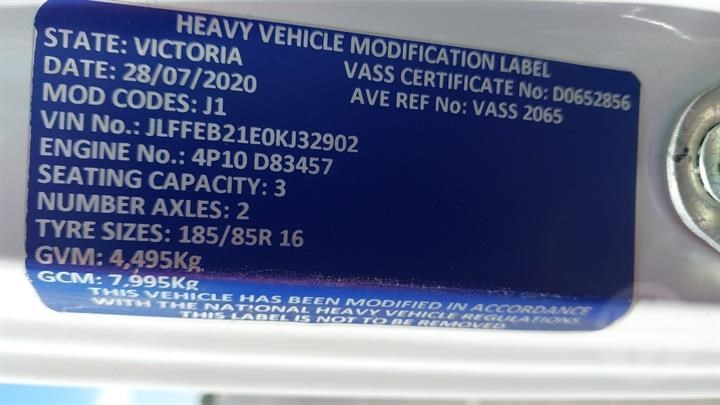 HEAVY VEHICLE MODIFICATION LABEL
STATE: VICTORIA
VASS CERTIFICATE No: D0652856
DATE: 28/07/2020
AVE REF No: VASS 2065
MOD CODES: J1
VIN No.: JLFFEB21E0KJ32902
ENGINE No.: 4P10 D83457
SEATING CAPACITY: 3
NUMBER AXLES: 2
TYRE SIZES: 185/85R 16
GVM: 4,495Kg
GCM: 7,995Kg
THIS VEHICLE HAS BEEN MODIFIED IN ACCORDANCE
WITH THE NATIONAL HEAVY VEHICLE REGULATIONS
THIS LABEL IS NOT TO BE REMOVED